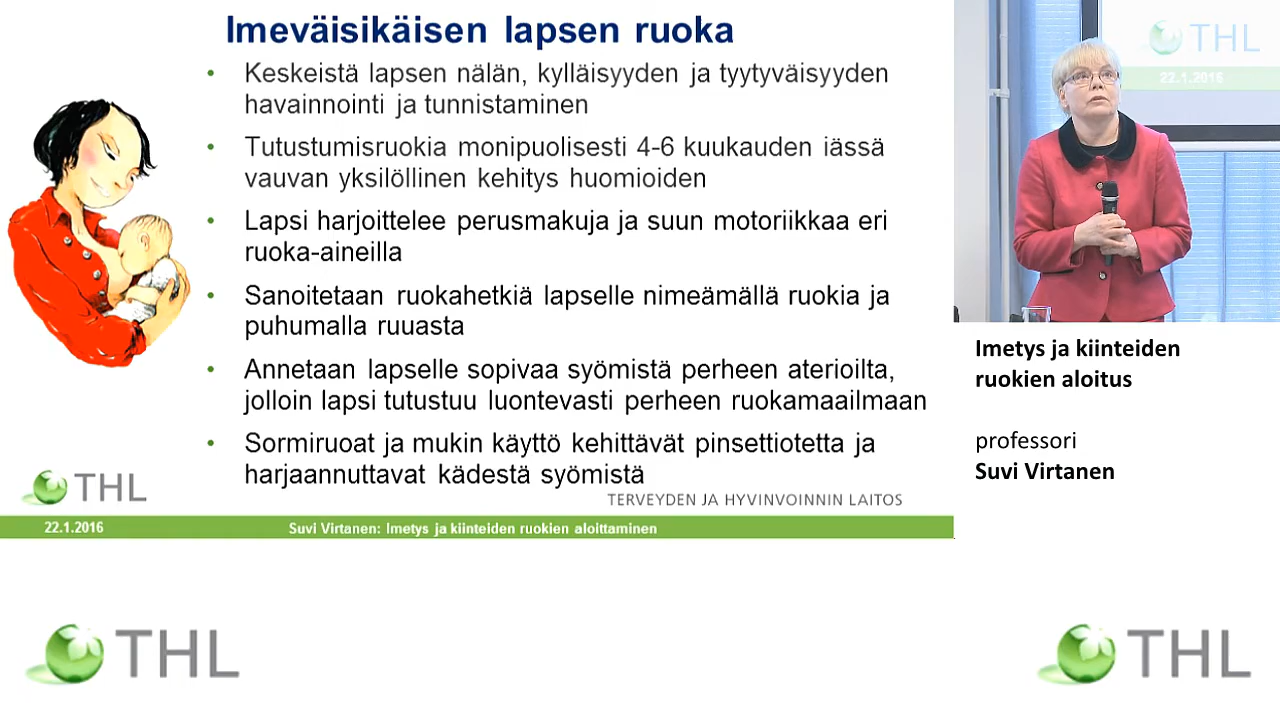 Imeväisikäisen lapsen ruoka
• Keskeistä lapsen nälän, kylläisyyden ja tyytyväisyyden
havainnointi ja tunnistaminen
• Tutustumisruokia monipuolisesti 4-6 kuukauden iässä
vauvan yksilöllinen kehitys huomioiden
• Lapsi harjoittelee perusmakuja ja suun motoriikkaa eri
ruoka-aineilla
• Sanoitetaan ruokahetkiä lapselle nimeämällä ruokia ja
puhumalla ruuasta
• Annetaan lapselle sopivaa syömistä perheen aterioilta,
jolloin lapsi tutustuu luontevasti perheen ruokamaailmaan
• Sormiruoat ja mukin käyttö kehittävät pinsettiotetta ja
harjaannuttavat kädestä syömistä
THL
TERVEYDEN JA HYVINVOINNIN LAITOS
22.1.2016
Suvi Virtanen: Imetys ja kiinteiden ruokien aloittaminen
THL
22.1.2016
Imetys ja kiinteiden
ruokien aloitus
professori
Suvi Virtanen
THL
THL